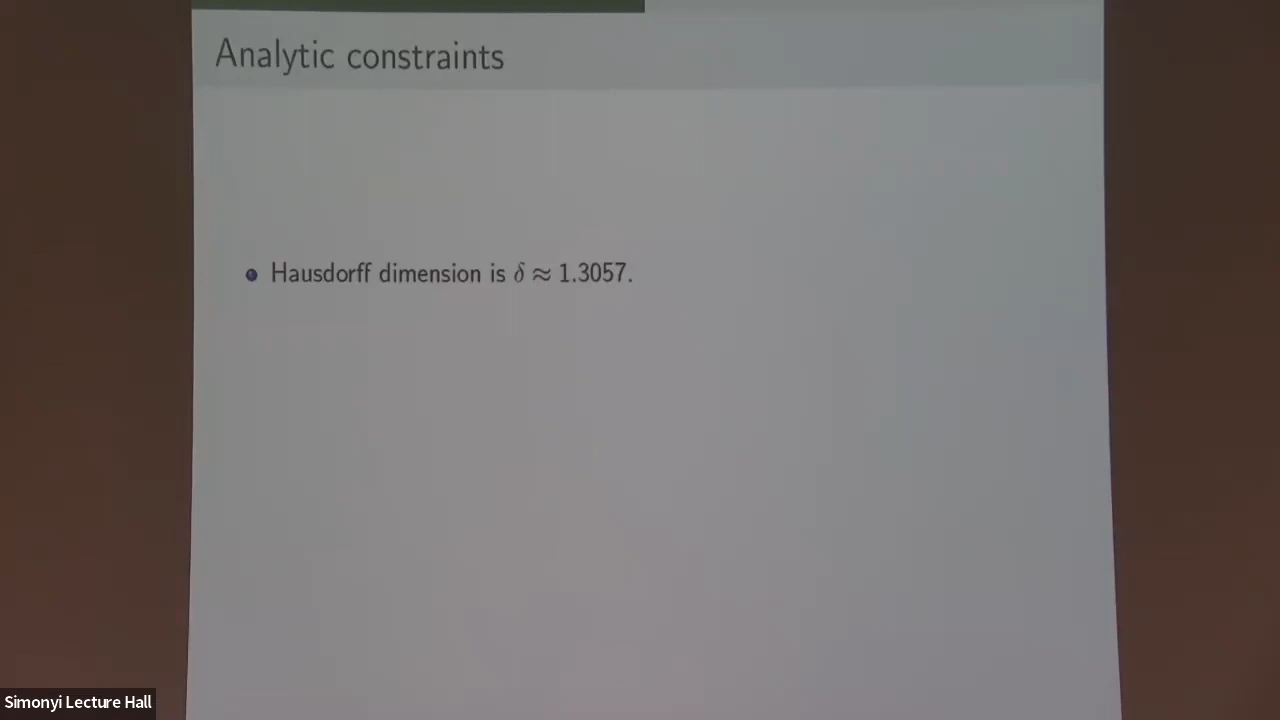 Analytic constraints
Hausdorff dimension is δ ≈ 1.3057.
Simonyi Lecture Hall